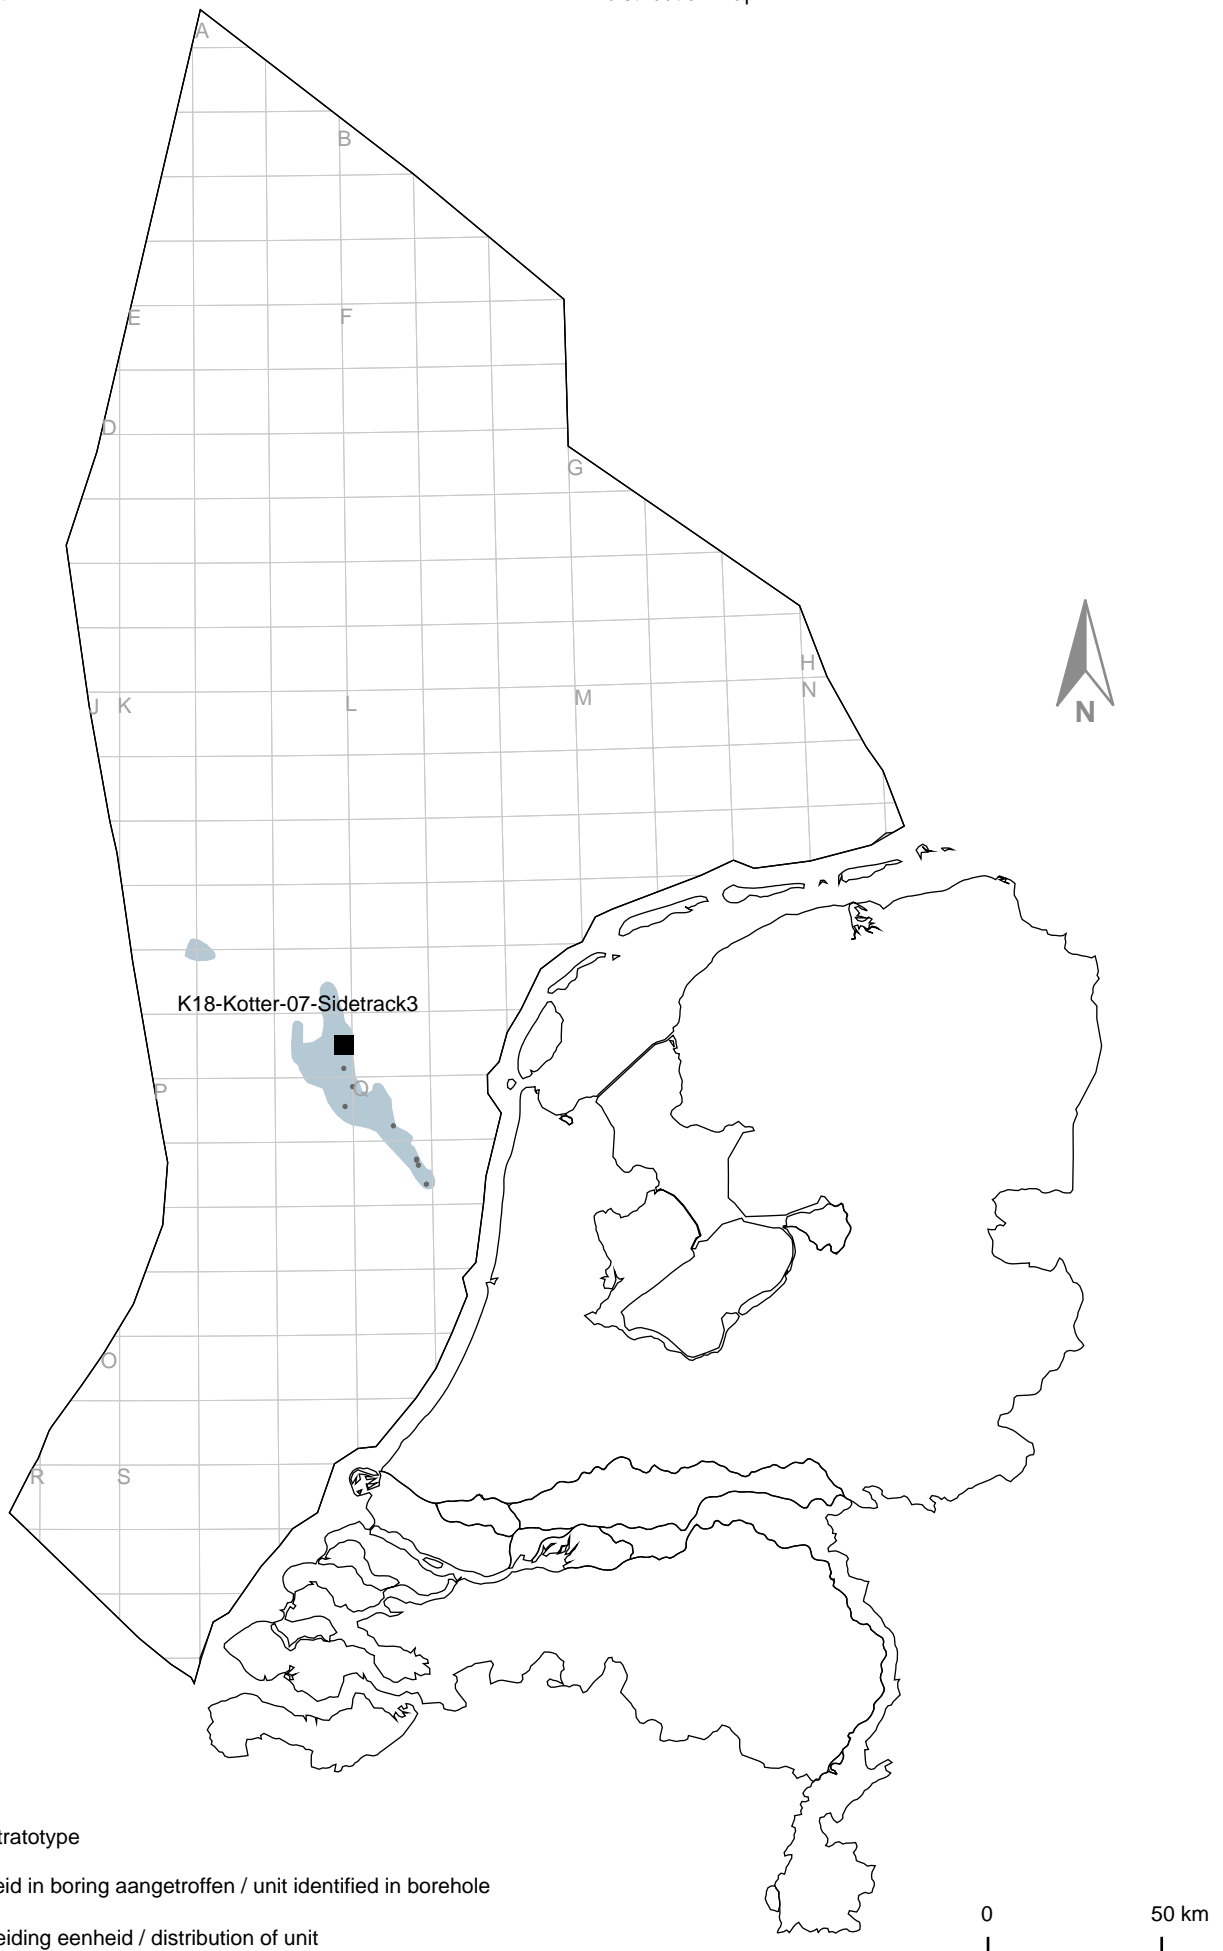 A
B
E
F
D
G
H
N
J K
L
M
K18-Kotter-07-Sidetrack3
P
Q
O
R
S
N
tratotype
eid in boring aangetroffen / unit identified in borehole
eiding eenheid / distribution of unit
0
50 km